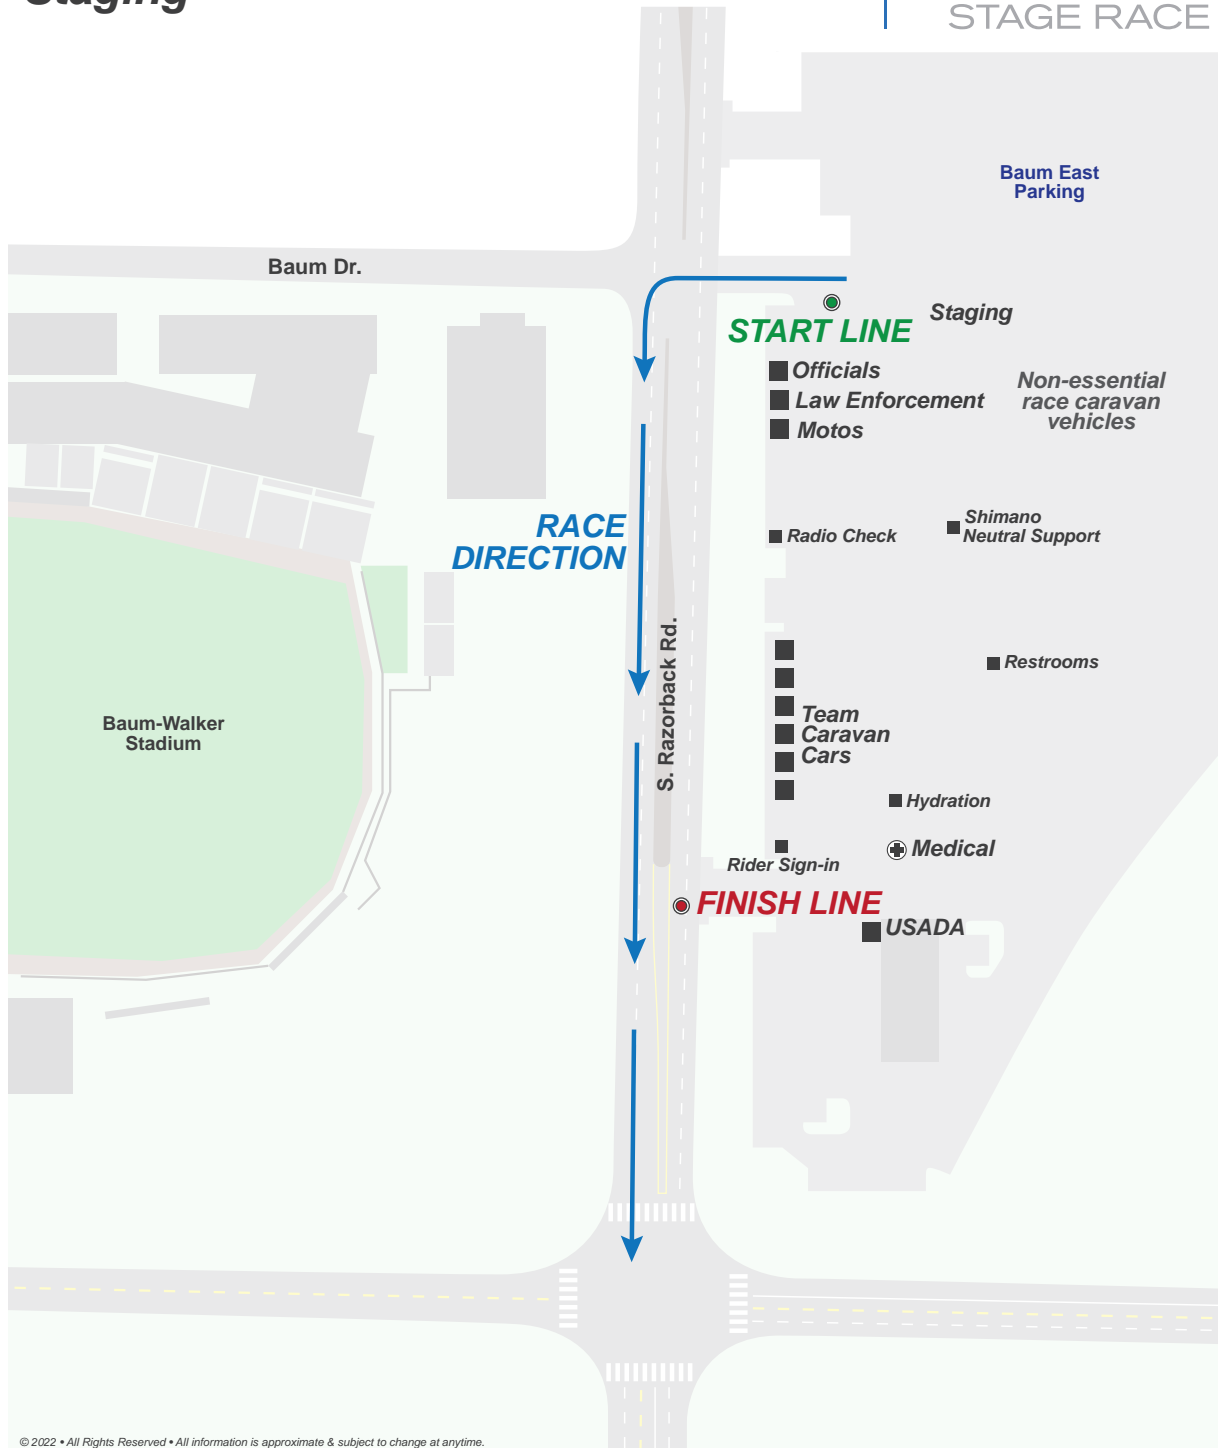 Staging
STAGE RACE
Baum East
Parking
Baum Dr.
START LINE
Staging
Officials
Law Enforcement
Motos
Non-essential
race caravan
vehicles
RACE
DIRECTION
Radio Check
Shimano
Neutral Support
S. Razorback Rd.
Restrooms
Baum-Walker
Stadium
Team
Caravan
Cars
Hydration
Medical
Rider Sign-in
FINISH LINE
USADA
© 2022 • All Rights Reserved • All information is approximate & subject to change at anytime.